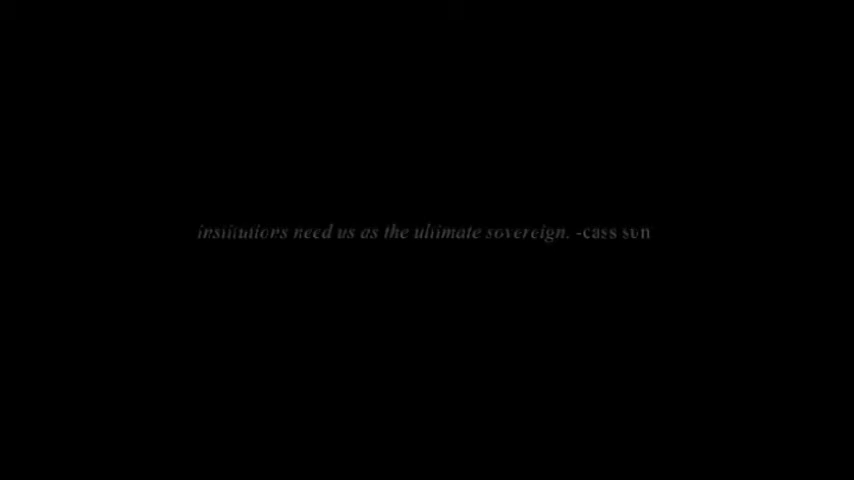 institutions need us as the ultimate sovereign. -cass sun